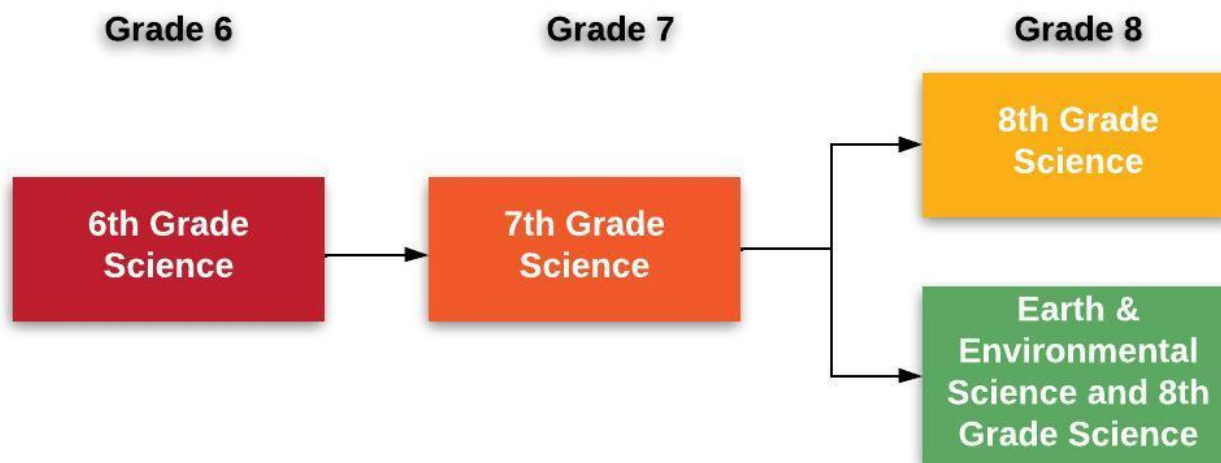 Grade 6
Grade 7
Grade 8
6th Grade
Science
7th Grade
Science
8th Grade
Science
Earth &
Environmental
Science and 8th
Grade Science